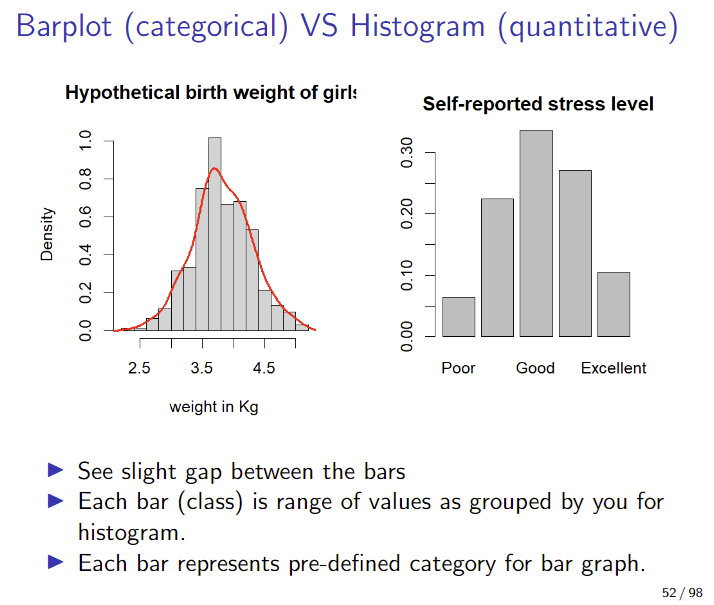 Barplot (categorical) VS Histogram (quantitative)
Hypothetical birth weight of girls
Density
0.0 0.2 0.4 0.6 0.8 1.0
2.5 3.5 4.5
weight in Kg
Self-reported stress level
0.00 0.10 0.20 0.30
Poor Good Excellent
See slight gap between the bars
Each bar (class) is range of values as grouped by you for
histogram.
Each bar represents pre-defined category for bar graph.
52 / 98